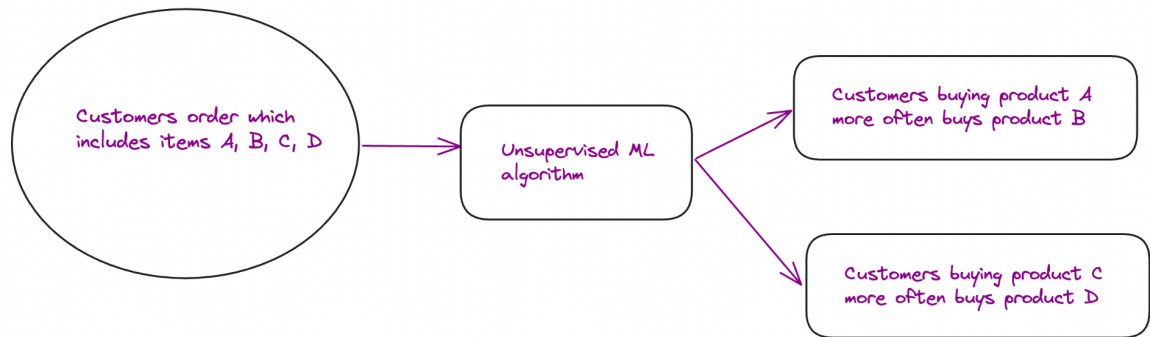 Customers order which
includes items A, B, C, D
Unsupervised ML
algorithm
Customers buying product A
more often buys product B
Customers buying product C
more often buys product D